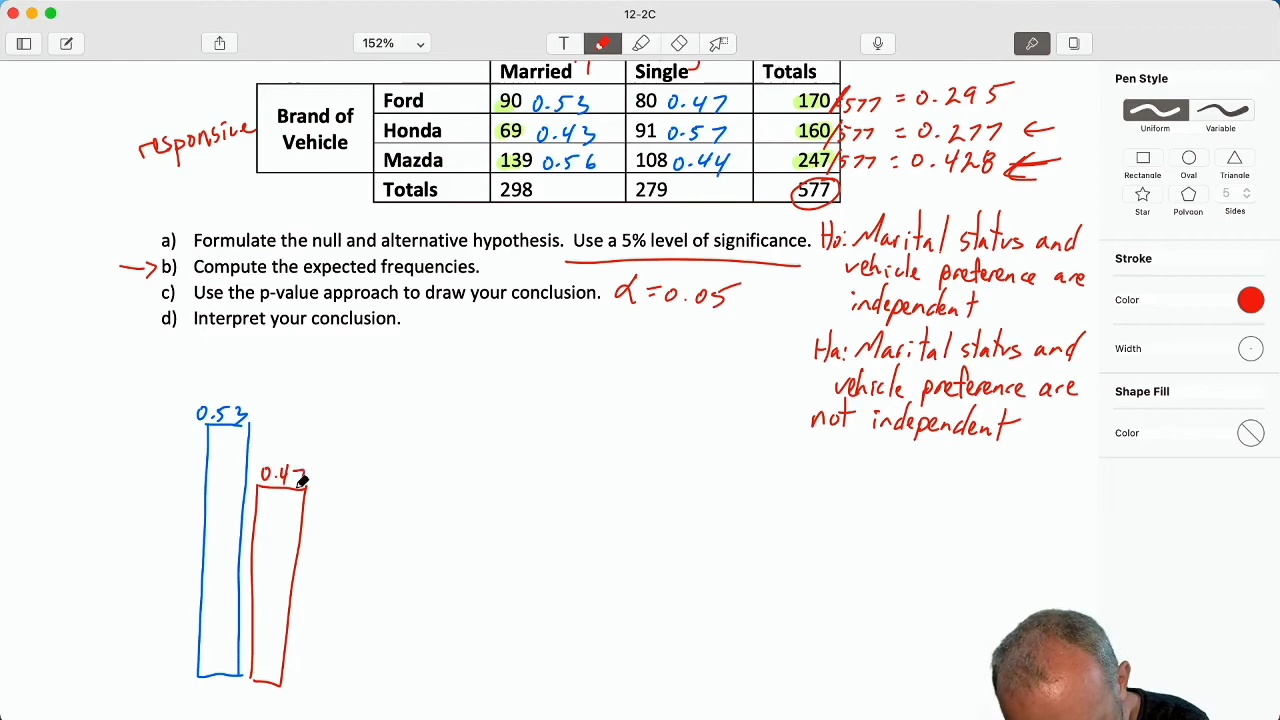 12-2C
152%
T
Married Single Totals
Ford 90 0.53 80 0.47 170/577 = 0.295
responsive Brand of Vehicle Honda 69 0.43 91 0.57 160/577 = 0.277
Mazda 139 0.56 108 0.44 247/577 = 0.428
Totals 298 279 577
a) Formulate the null and alternative hypothesis. Use a 5% level of significance.
b) Compute the expected frequencies.
c) Use the p-value approach to draw your conclusion. α = 0.05
d) Interpret your conclusion.
Ho: Marital status and
vehicle preference are
independent
Ha: Marital status and
vehicle preference are
not independent
0.53
0.47
Pen Style
Uniform Variable
Rectangle Oval Triangle
5
Star Polygon Sides
Stroke
Color
Width
Shape Fill
Color